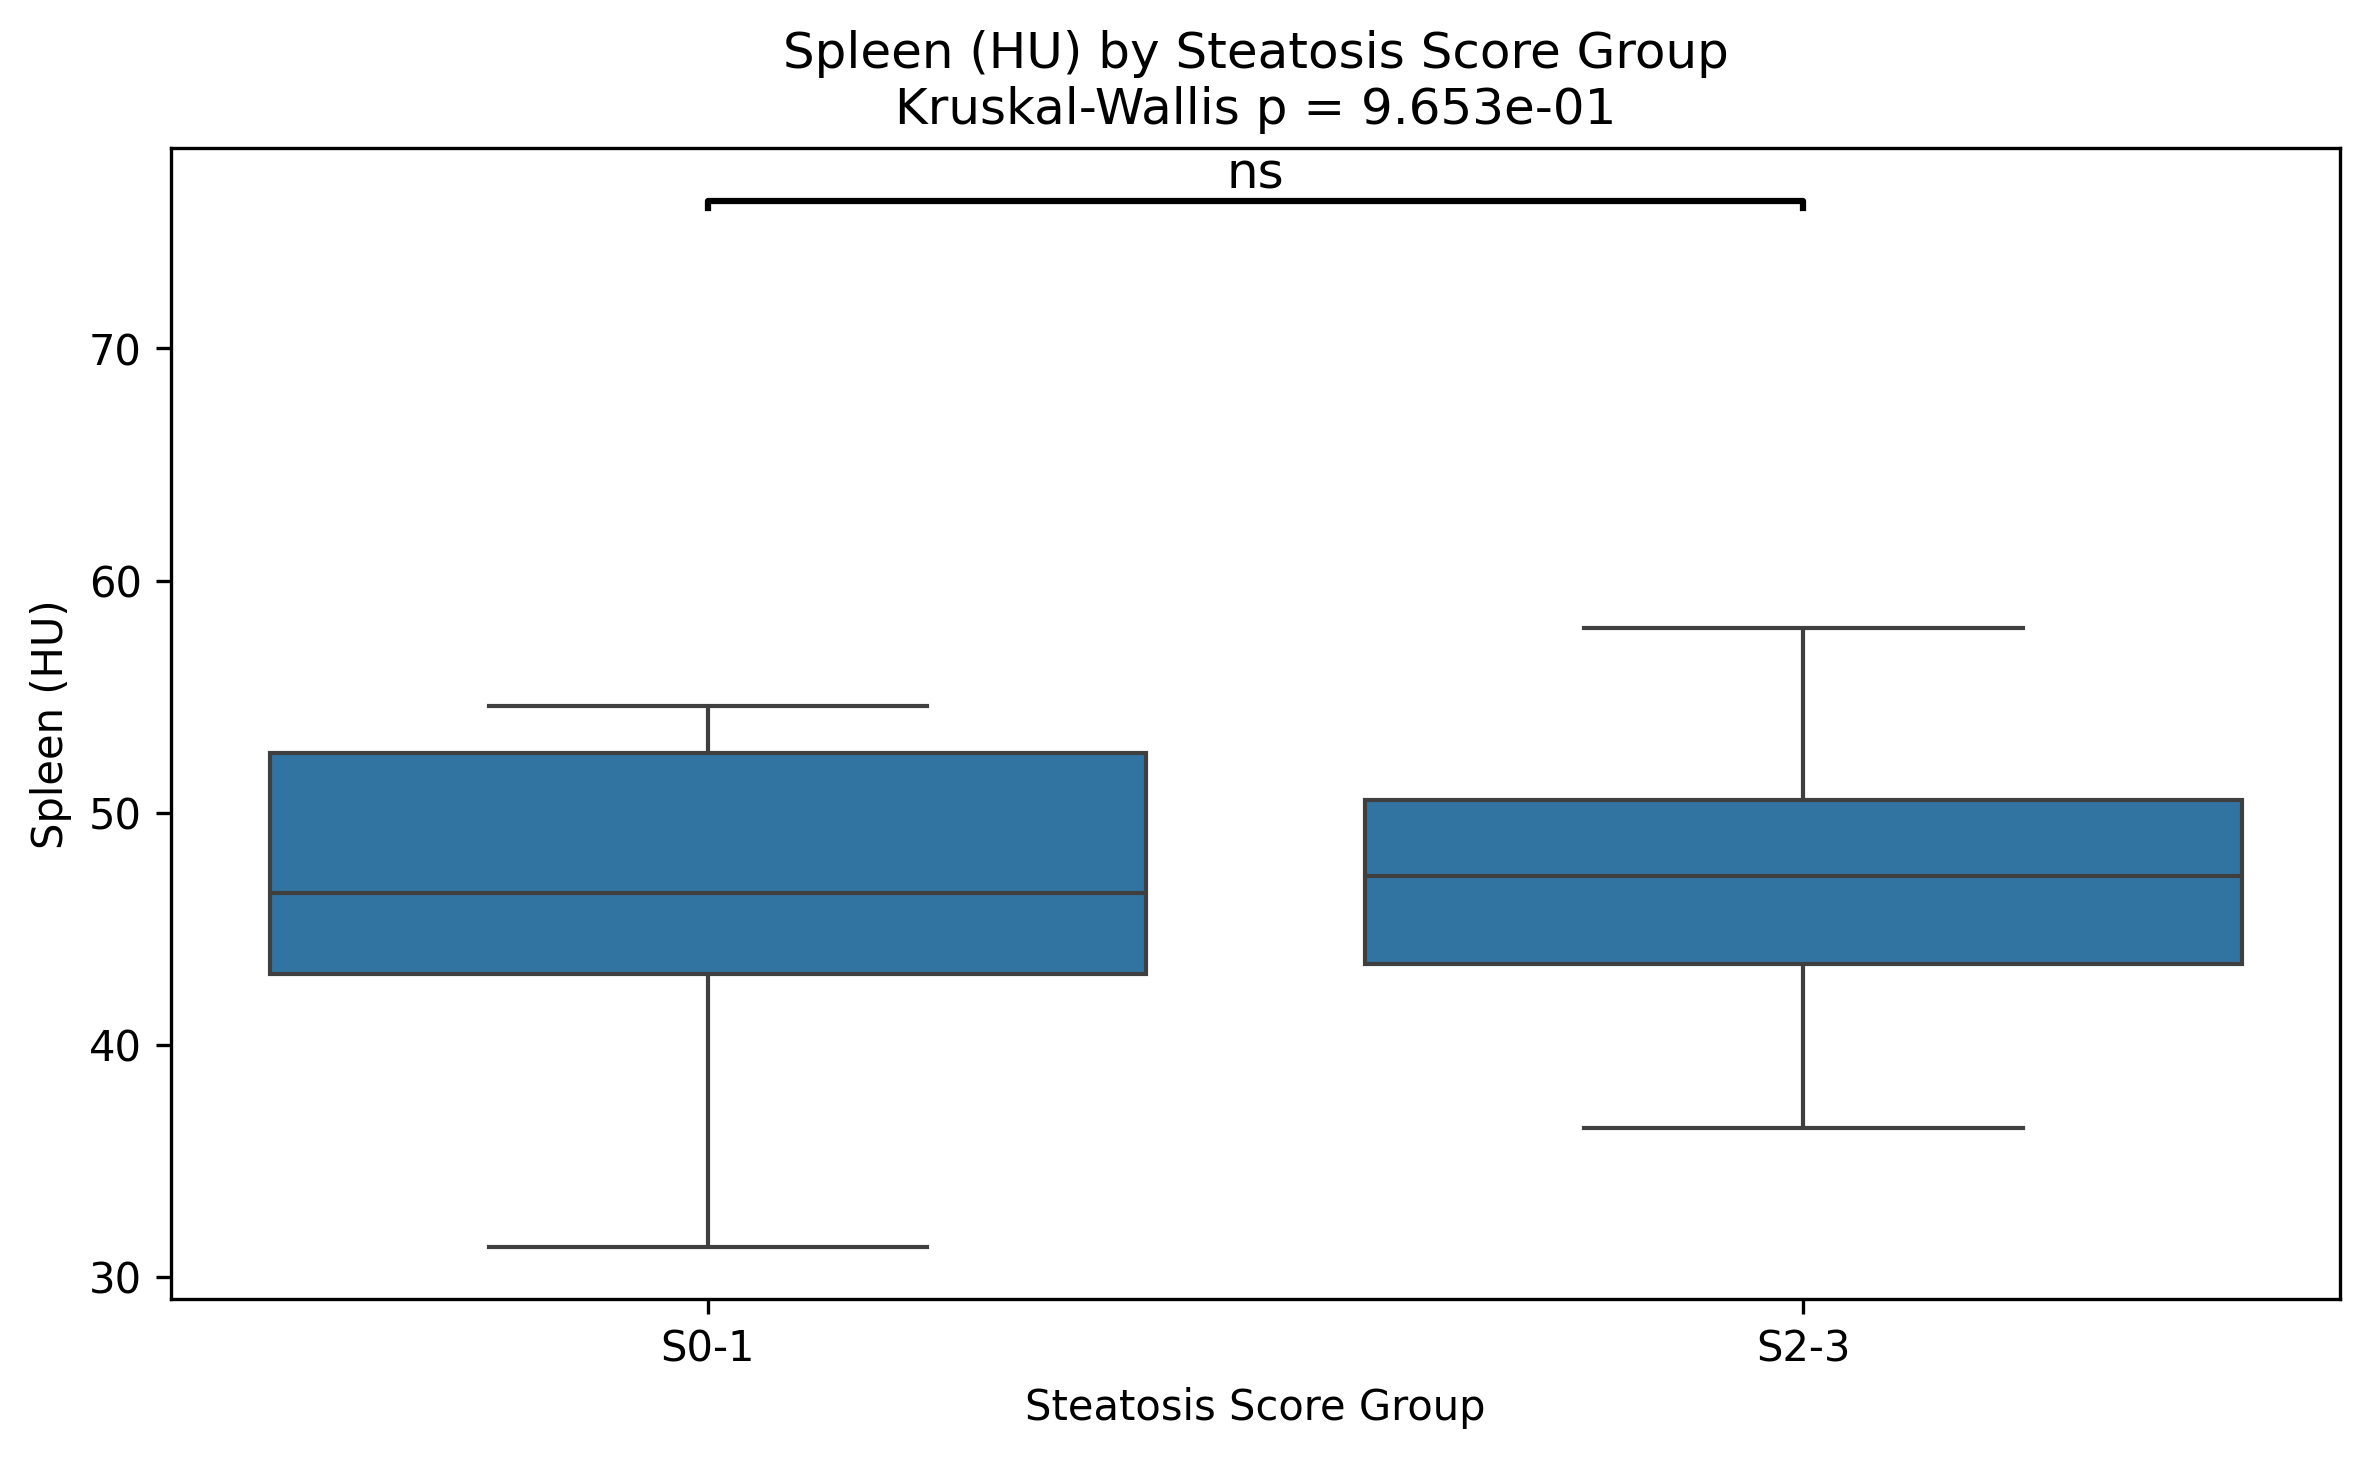 Spleen (HU) by Steatosis Score Group
Kruskal-Wallis p = 9.653e-01
ns
70
60
50
40
30
Spleen (HU)
S0-1
S2-3
Steatosis Score Group